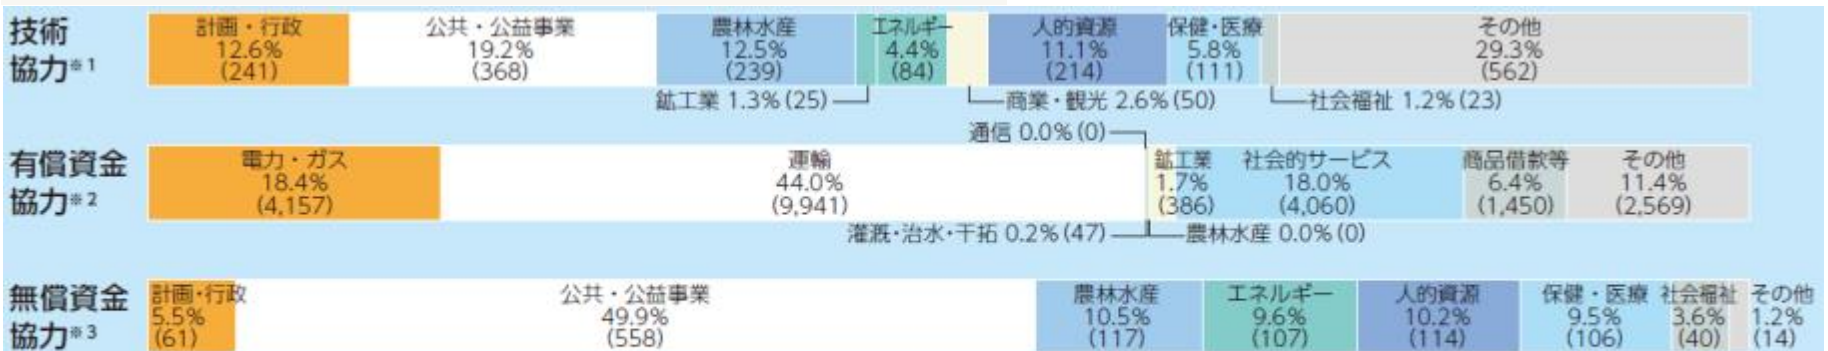 技術
協力※1
計画・行政
12.6%
(241)
公共・公益事業
19.2%
(368)
農林水産
12.5%
(239)
エネルギー
4.4%
(84)
人的資源
11.1%
(214)
保健・医療
5.8%
(111)
その他
29.3%
(562)
鉱工業 1.3%(25)
商業・観光 2.6%(50)
社会福祉 1.2%(23)
有償資金
協力※2
通信 0.0%(0)
電力・ガス
18.4%
(4,157)
運輸
44.0%
(9,941)
鉱工業
1.7%
(386)
社会的サービス
18.0%
(4,060)
商品借款等
6.4%
(1,450)
その他
11.4%
(2,569)
灌漑・治水・干拓 0.2%(47)
農林水産 0.0%(0)
無償資金
協力※3
計画・行政
5.5%
(61)
公共・公益事業
49.9%
(558)
農林水産
10.5%
(117)
エネルギー
9.6%
(107)
人的資源
10.2%
(114)
保健・医療
9.5%
(106)
社会福祉
3.6%
(40)
その他
1.2%
(14)